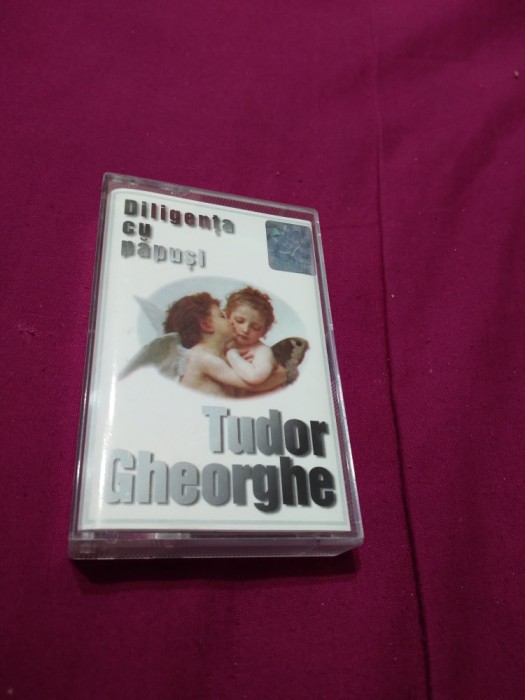 Diligența
cu
păpuși
Tudor
Gheorghe